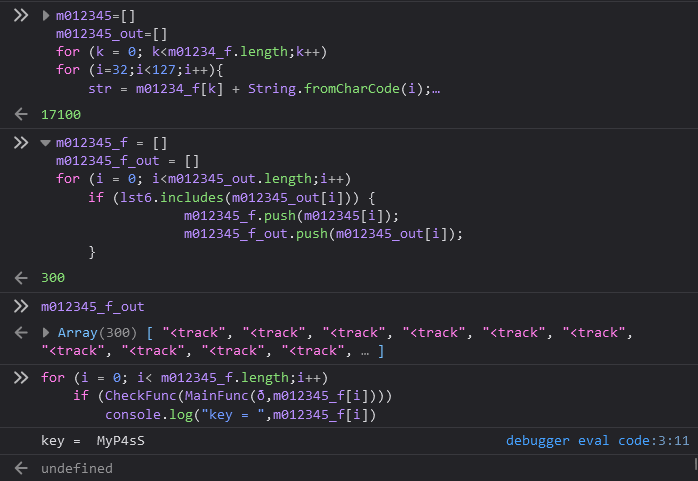 m012345=[]
m012345_out=[]
for (k = 0; k<m01234_f.length;k++)
for (i=32;i<127;i++){
str = m01234_f[k] + String.fromCharCode(i);…
17100
m012345_f = []
m012345_f_out = []
for (i = 0; i<m012345_out.length;i++)
if (lst6.includes(m012345_out[i])) {
m012345_f.push(m012345[i]);
m012345_f_out.push(m012345_out[i]);
}
300
m012345_f_out
Array(300) [ "<track", "<track", "<track", "<track", "<track", "<track",
"<track", "<track", "<track", "<track", … ]
for (i = 0; i< m012345_f.length;i++)
if (CheckFunc(MainFunc(ð,m012345_f[i])))
console.log("key = ",m012345_f[i])
key = MyP4sS debugger eval code:3:11
undefined